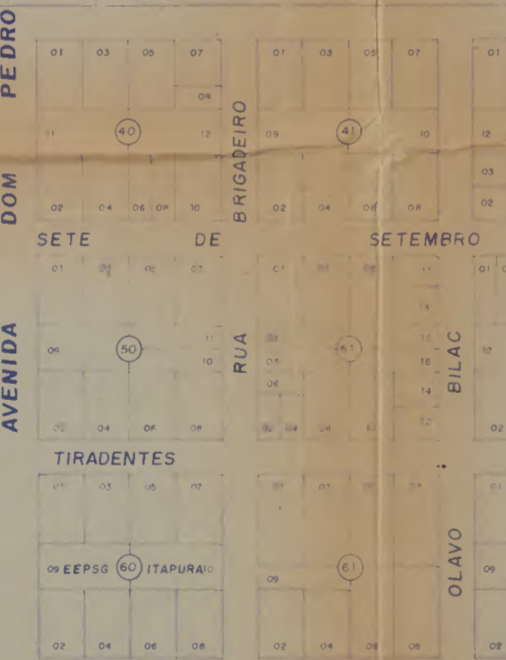 AVENIDA DOM PEDRO
RUA BRIGADEIRO
OLAVO BILAC
01 03 05 07
09
11 40 12
02 04 06 08 10
01 03 05 07
09 41 10
02 04 06 08
01
12
03
02
SETE DE SETEMBRO
01
09 50 11
10
04 06 08
15
16
14
01
02
TIRADENTES
01 03 05 07
09 EEPSG 60 ITAPURA 10
02 04 06 08
09 61
02 04 06 08
01
09
02